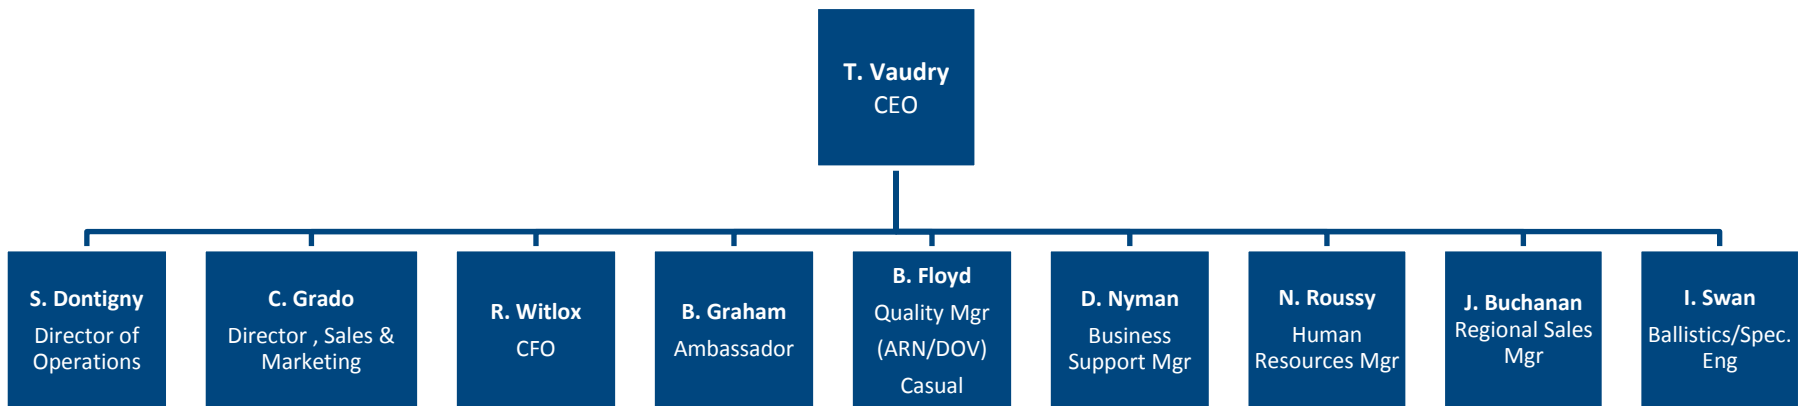 T. Vaudry
CEO
S. Dontigny
Director of
Operations
C. Grado
Director , Sales &
Marketing
R. Witlox
CFO
B. Graham
Ambassador
B. Floyd
Quality Mgr
(ARN/DOV)
Casual
D. Nyman
Business
Support Mgr
N. Roussy
Human
Resources Mgr
J. Buchanan
Regional Sales
Mgr
I. Swan
Ballistics/Spec.
Eng